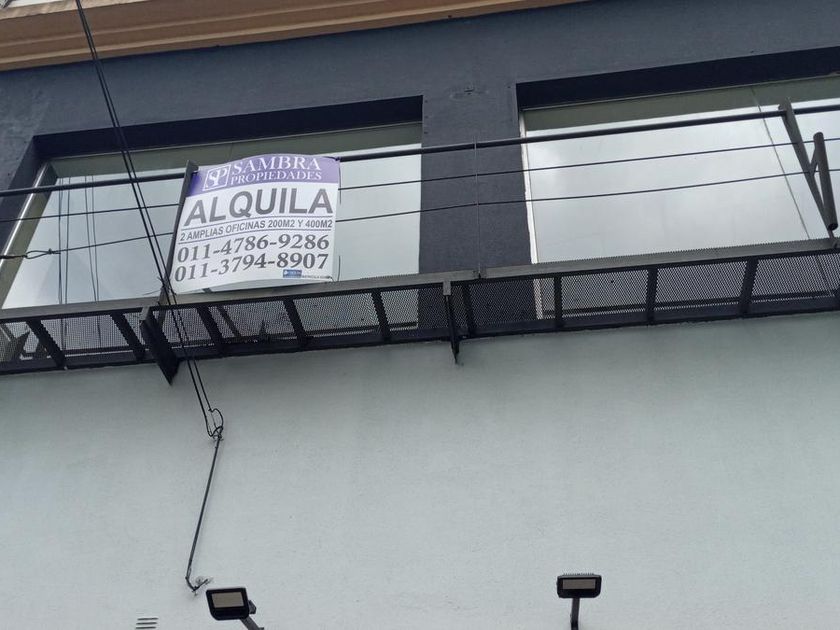 SP SAMBRA
PROPIEDADES
ALQUILA
2 AMPLIAS OFICINAS 200M2 Y 400M2
011-4786-9286
011-3794-8907